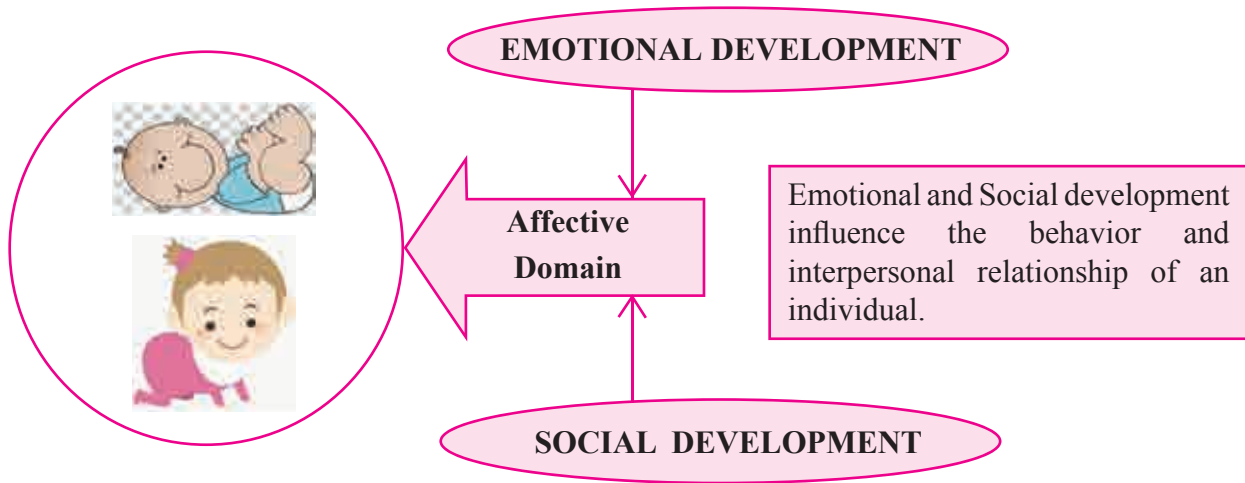 EMOTIONAL DEVELOPMENT
Affective
Domain
Emotional and Social development
influence the behavior and
interpersonal relationship of an
individual.
SOCIAL DEVELOPMENT